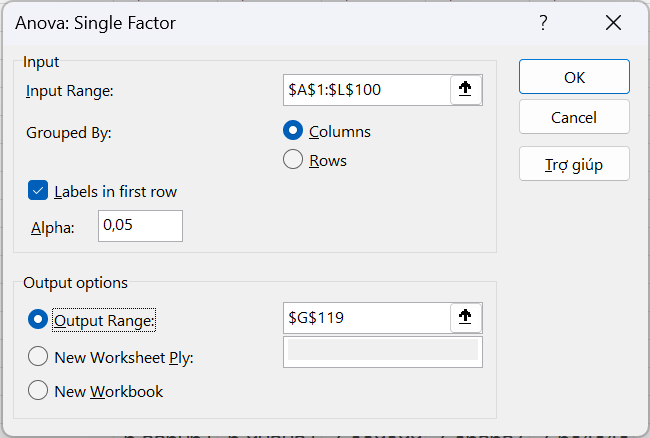 Anova: Single Factor
?
Input
Input Range:
$A$1:$L$100
OK
Grouped By:
Columns
Cancel
Rows
Trợ giúp
Labels in first row
Alpha:
0,05
Output options
Output Range:
$G$119
New Worksheet Ply:
New Workbook